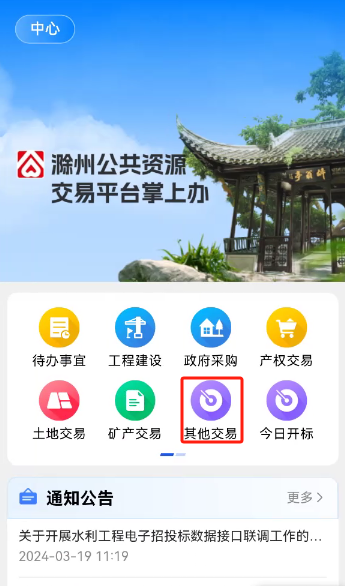 中心
滁州公共资源
交易平台掌上办
待办事宜 工程建设 政府采购 产权交易
土地交易 矿产交易 其他交易 今日开标
通知公告 更多 >
关于开展水利工程电子招投标数据接口联调工作的...
2024-03-19 11:19